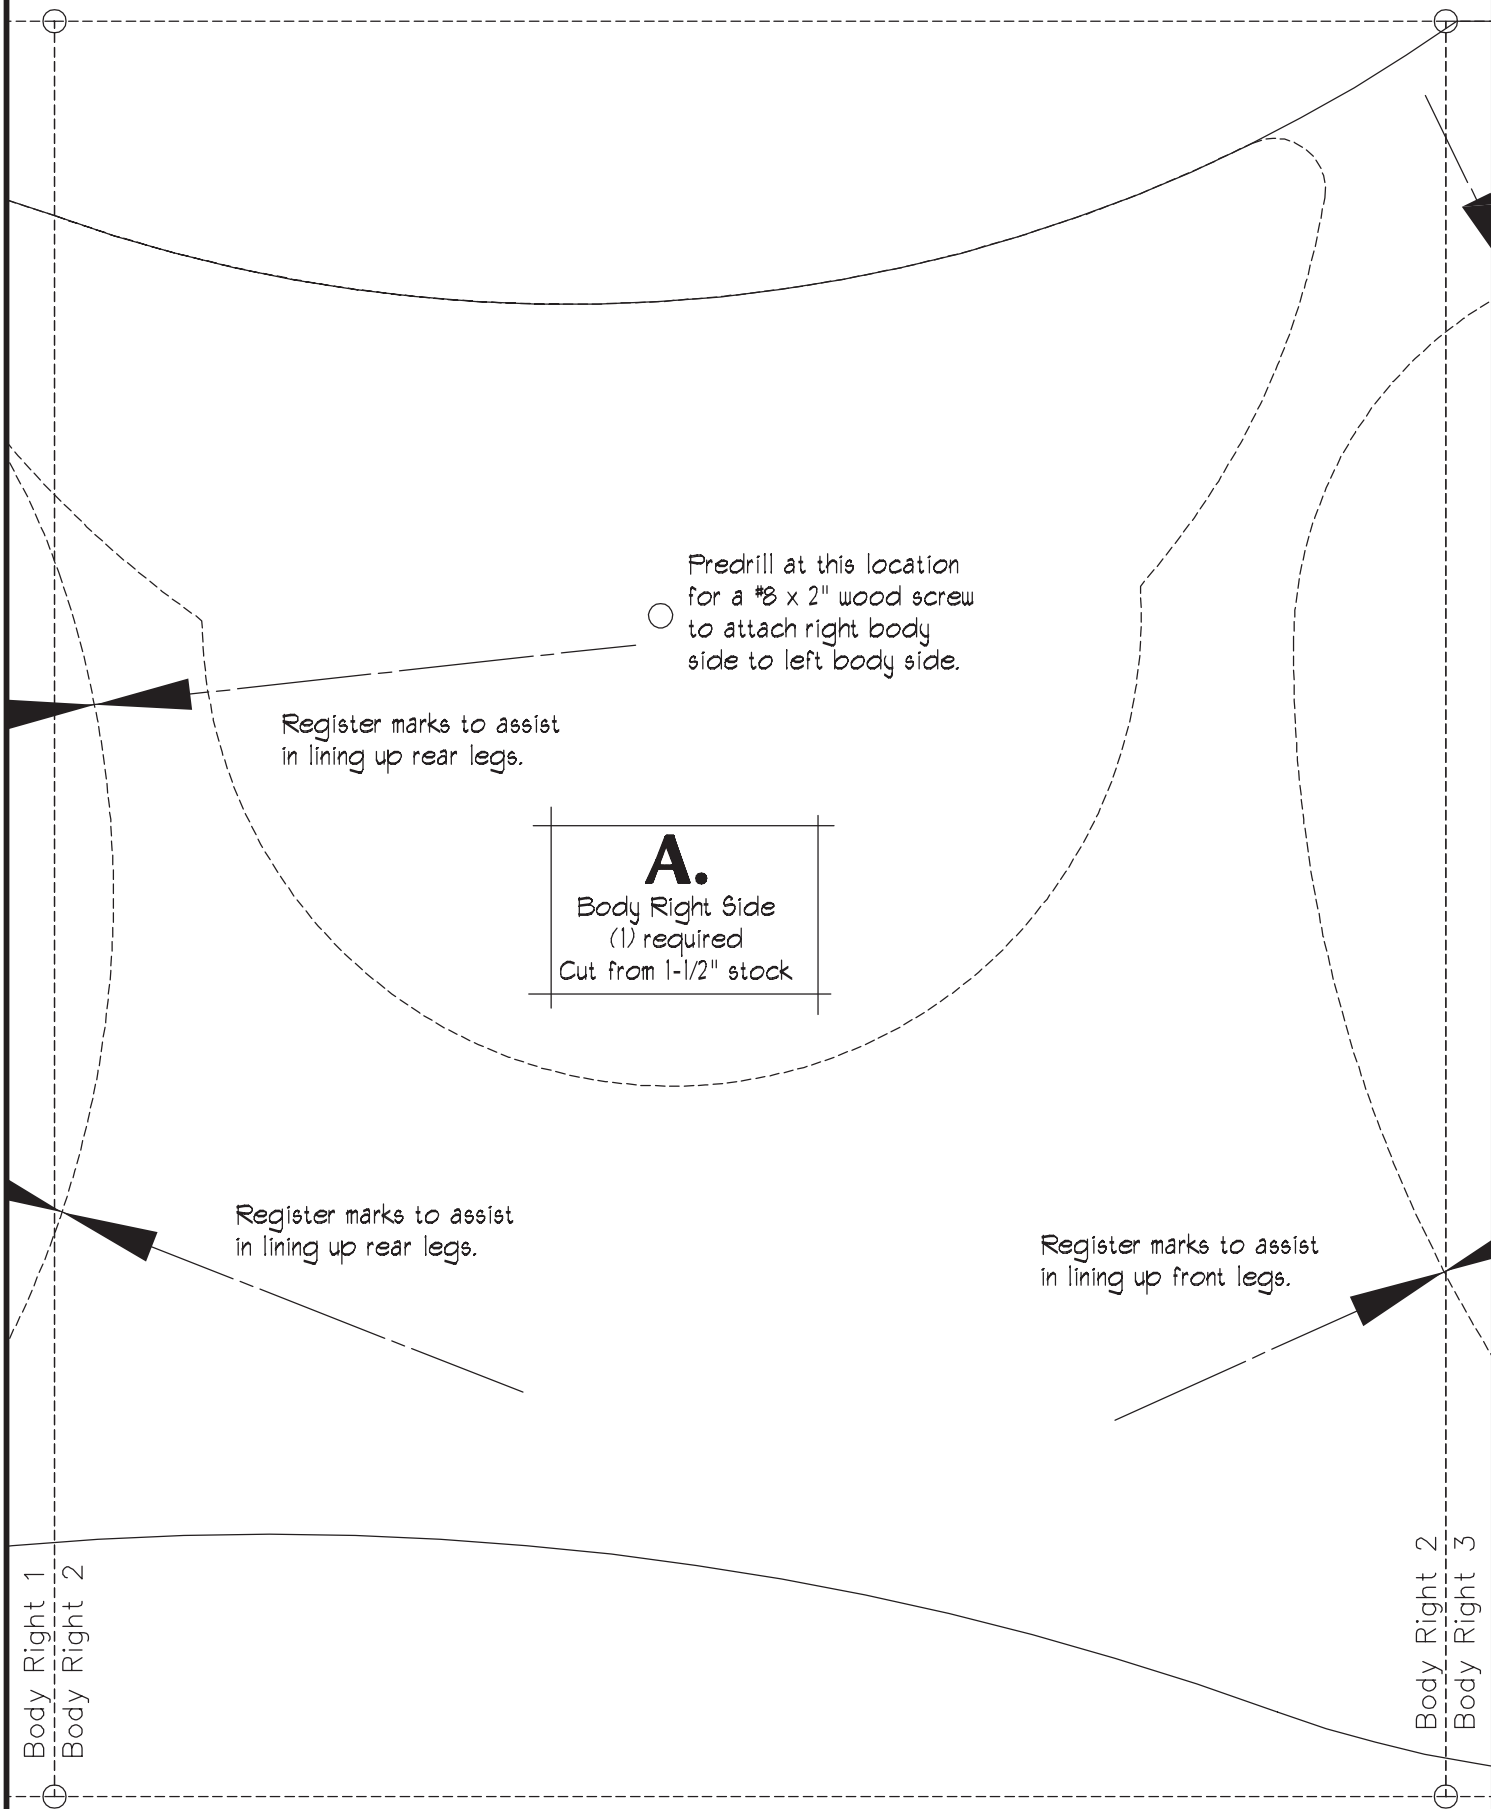 Predrill at this location
for a #8 x 2" wood screw
to attach right body
side to left body side.
Register marks to assist
in lining up rear legs.
A.
Body Right Side
(1) required
Cut from 1-1/2" stock
Register marks to assist
in lining up rear legs.
Register marks to assist
in lining up front legs.
Body Right 1
Body Right 2
Body Right 2
Body Right 3